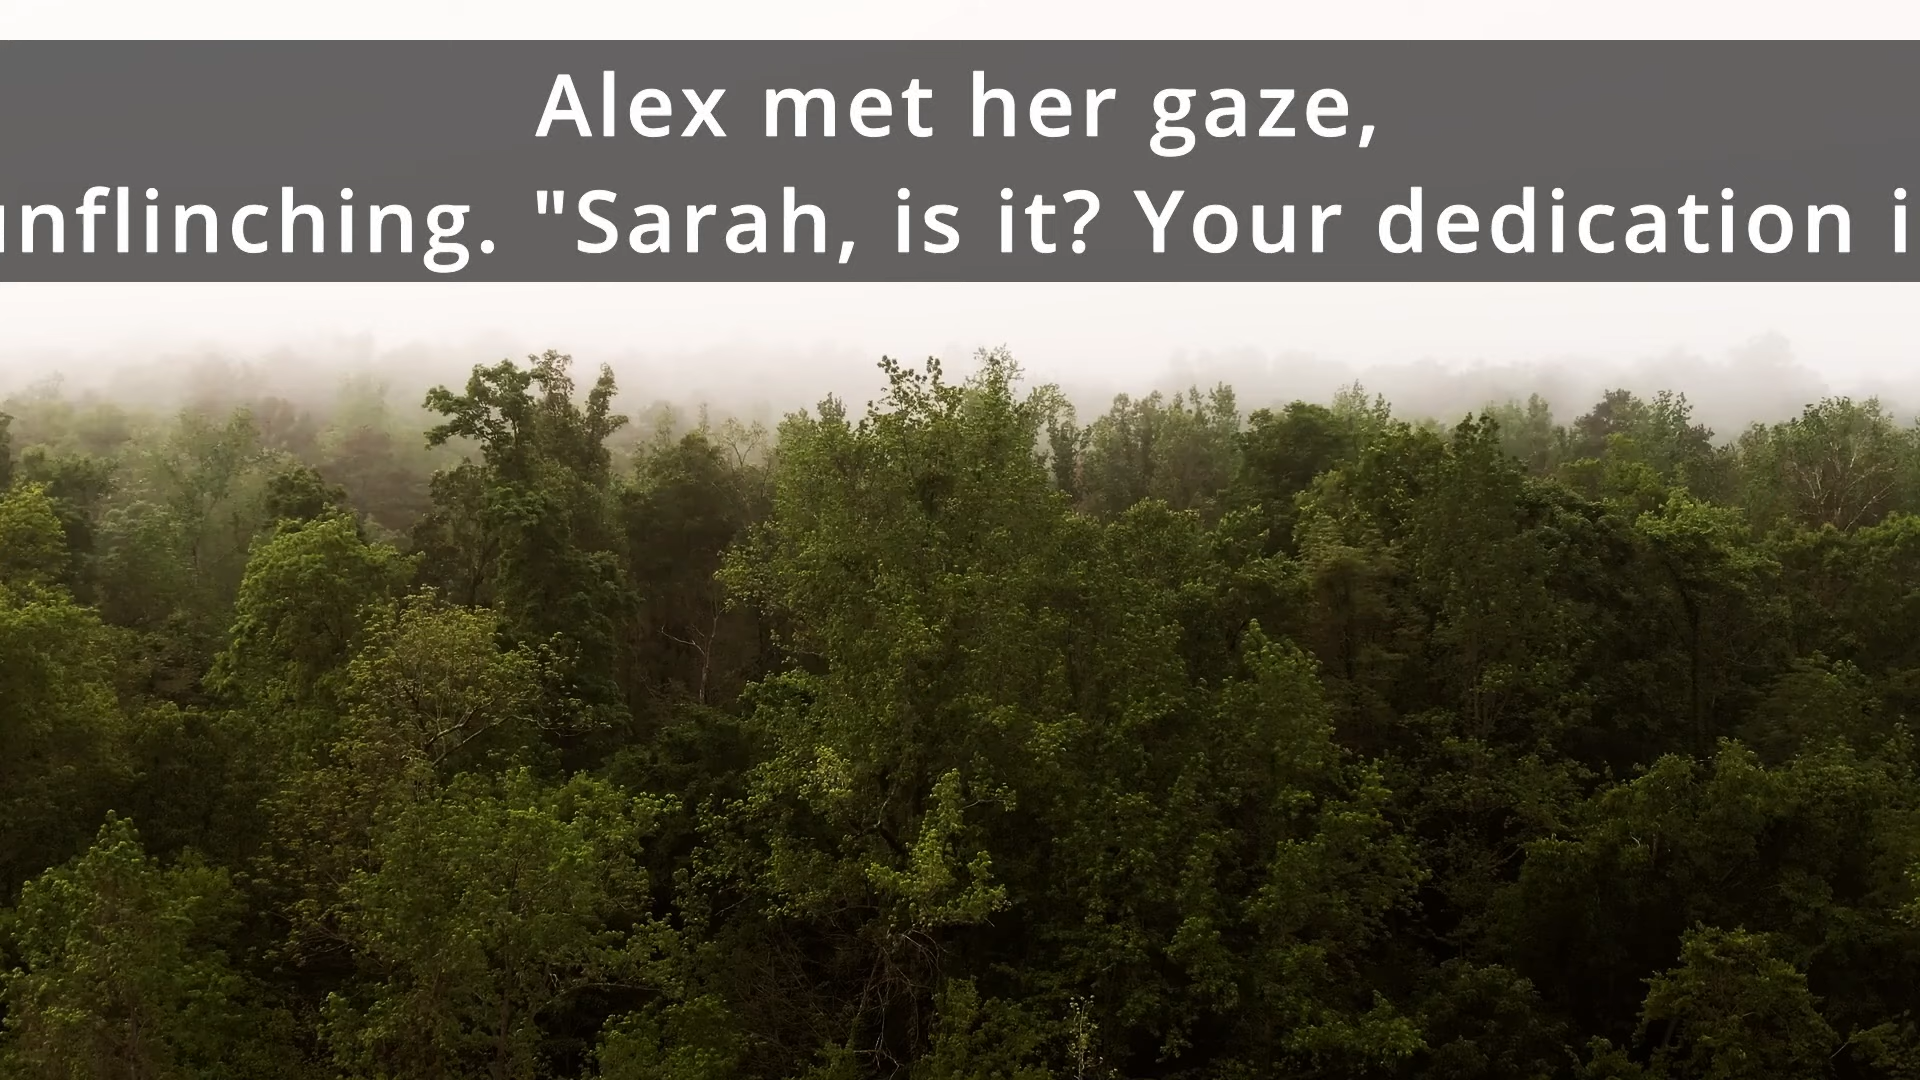 Alex met her gaze,
unflinching. "Sarah, is it? Your dedication i